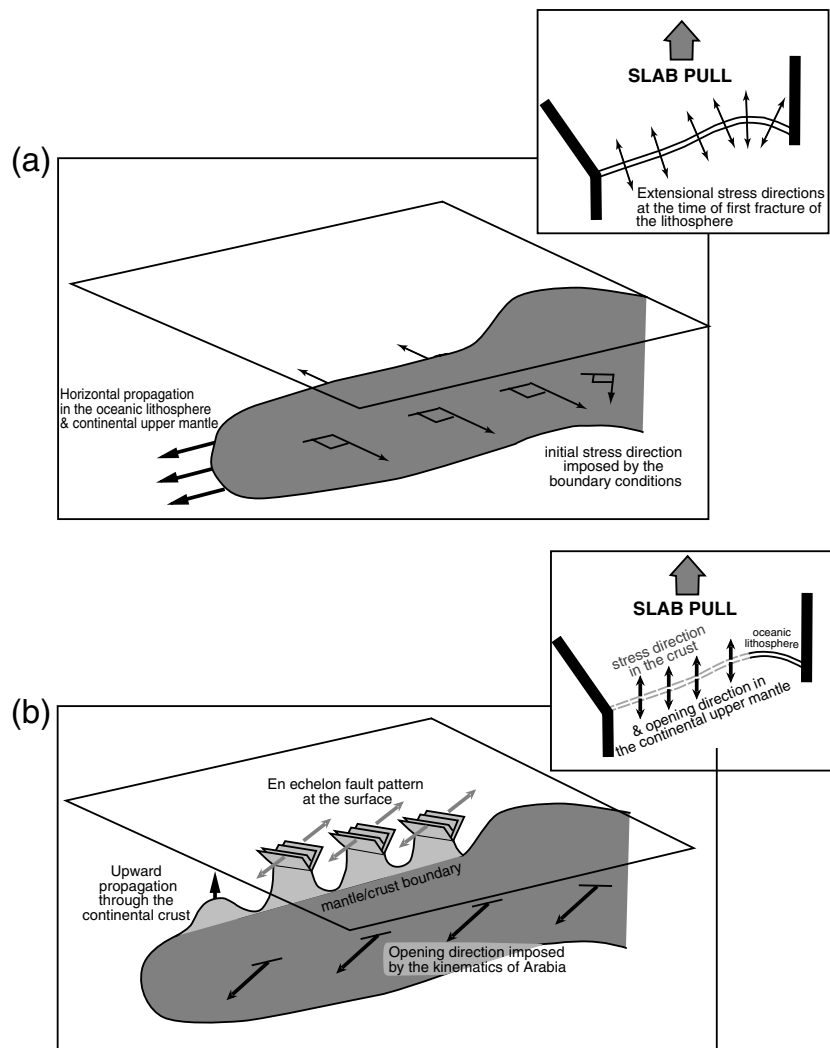 (a)
SLAB PULL
Extensional stress directions
at the time of first fracture of
the lithosphere
Horizontal propagation
in the oceanic lithosphere
& continental upper mantle
initial stress direction
imposed by the
boundary conditions
(b)
SLAB PULL
stress direction
in the crust
oceanic
lithosphere
& opening direction in
the continental upper mantle
En echelon fault pattern
at the surface
Upward
propagation
through the
continental crust
mantle/crust boundary
Opening direction imposed
by the kinematics of Arabia